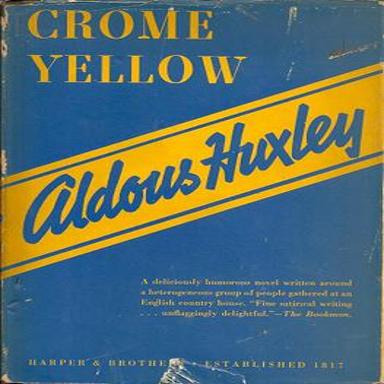 CROME
YELLOW
Aldous Huxley
A deliciously humorous novel written around
a heterogeneous group of people gathered at an
English country house. "Fine satirical writing
. . . unflaggingly delightful."—The Bookman.
HARPER & BROTHERS · ESTABLISHED 1817